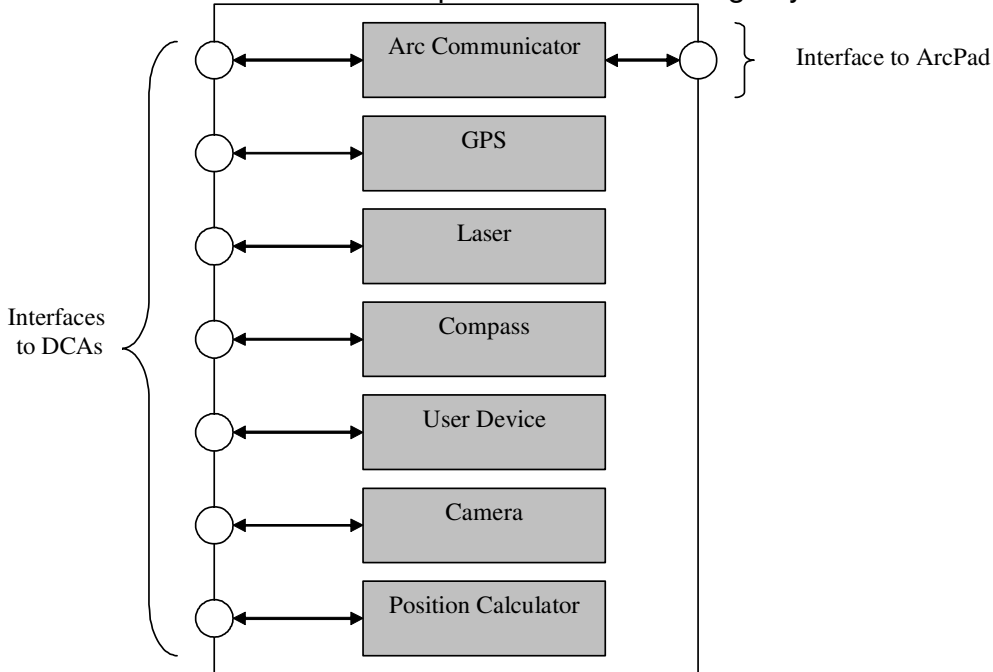 Arc Communicator
Interface to ArcPad
GPS
Laser
Compass
Interfaces
to DCAs
User Device
Camera
Position Calculator